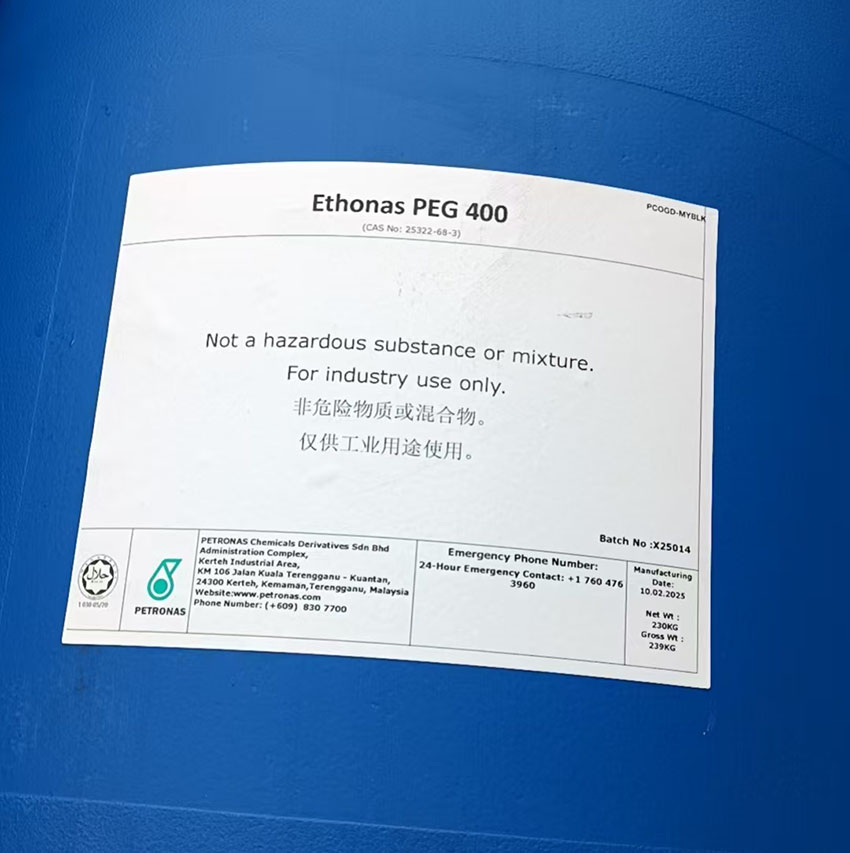 Ethonas PEG 400
PCOGD-MYBLK
(CAS No: 25322-68-3)
Not a hazardous substance or mixture.
For industry use only.
非危险物质或混合物。
仅供工业用途使用。
Batch No :X25014
حلال
PETRONAS
PETRONAS Chemicals Derivatives Sdn Bhd
Administration Complex,
Kerteh Industrial Area,
KM 106 Jalan Kuala Terengganu - Kuantan,
24300 Kerteh, Kemaman,Terengganu, Malaysia
Website:www.petronas.com
Phone Number: (+609) 830 7700
Emergency Phone Number:
24-Hour Emergency Contact: +1 760 476
3960
Manufacturing
Date:
10.02.2025
Net Wt :
230KG
Gross Wt :
239KG